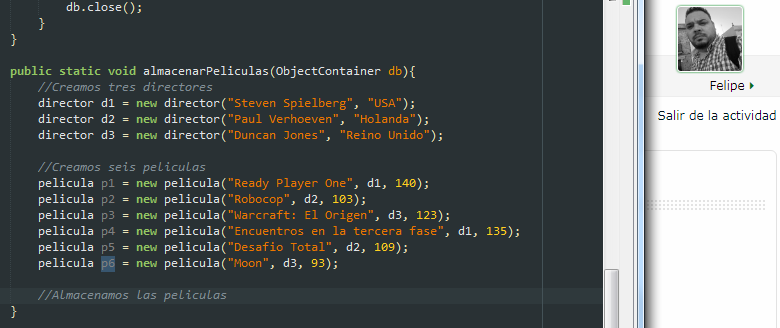 db.close();
}
}
public static void almacenarPeliculas(ObjectContainer db){
//Creamos tres directores
director d1 = new director("Steven Spielberg", "USA");
director d2 = new director("Paul Verhoeven", "Holanda");
director d3 = new director("Duncan Jones", "Reino Unido");
//Creamos seis peliculas
pelicula p1 = new pelicula("Ready Player One", d1, 140);
pelicula p2 = new pelicula("Robocop", d2, 103);
pelicula p3 = new pelicula("Warcraft: El Origen", d3, 123);
pelicula p4 = new pelicula("Encuentros en la tercera fase", d1, 135);
pelicula p5 = new pelicula("Desafio Total", d2, 109);
pelicula p6 = new pelicula("Moon", d3, 93);
//Almacenamos las peliculas
}
Felipe
Salir de la actividad